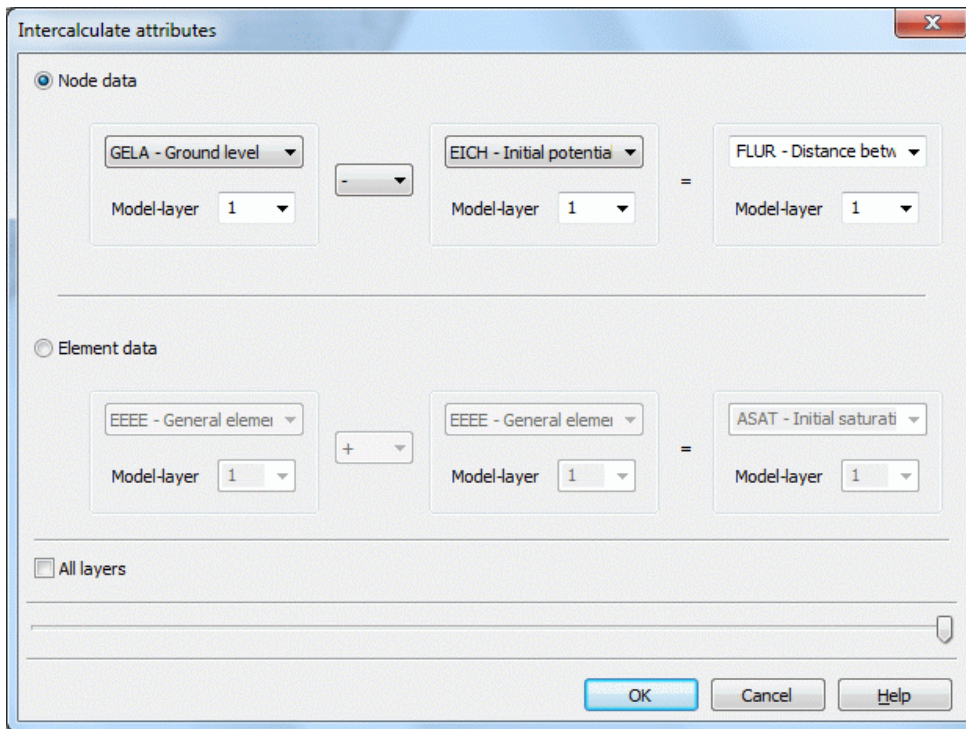 Intercalculate attributes
Node data
GELA - Ground level
-
EICH - Initial potentia
=
FLUR - Distance betw
Model-layer 1
Model-layer 1
Model-layer 1
Element data
EEEE - General elemen
+
EEEE - General elemen
=
ASAT - Initial saturati
Model-layer 1
Model-layer 1
Model-layer 1
All layers
OK
Cancel
Help